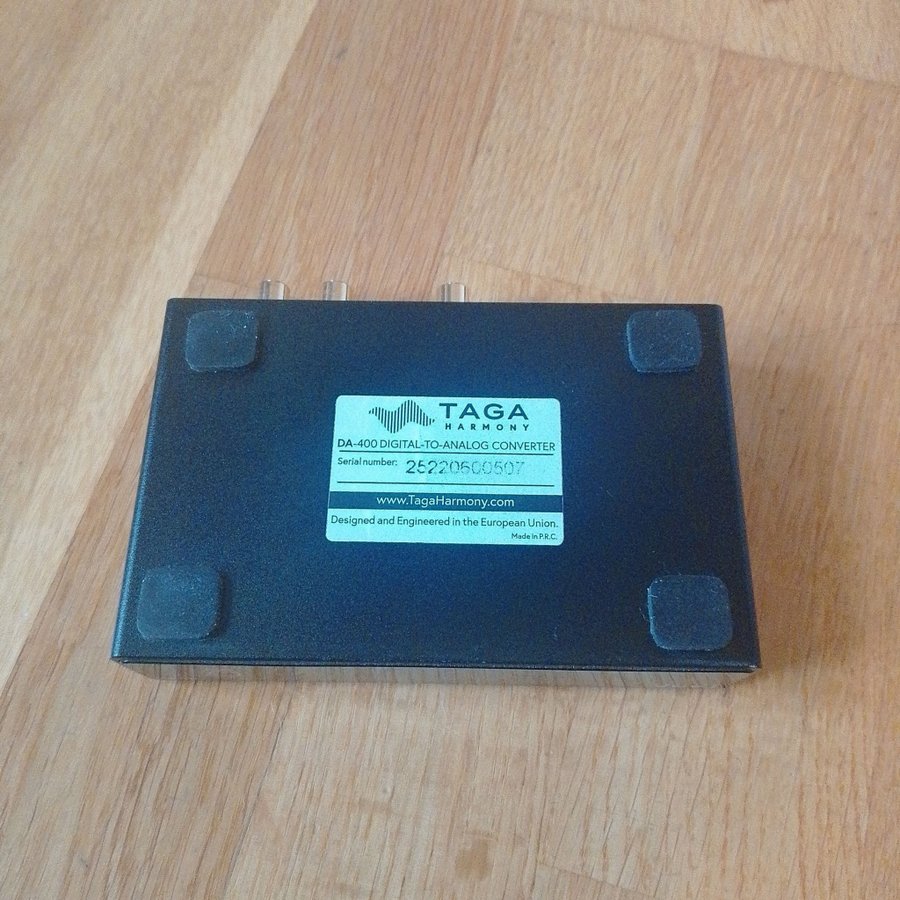 TAGA
HARMONY
DA-400 DIGITAL-TO-ANALOG CONVERTER
Serial number: 25220600507
www.TagaHarmony.com
Designed and Engineered in the European Union.
Made in P.R.C.